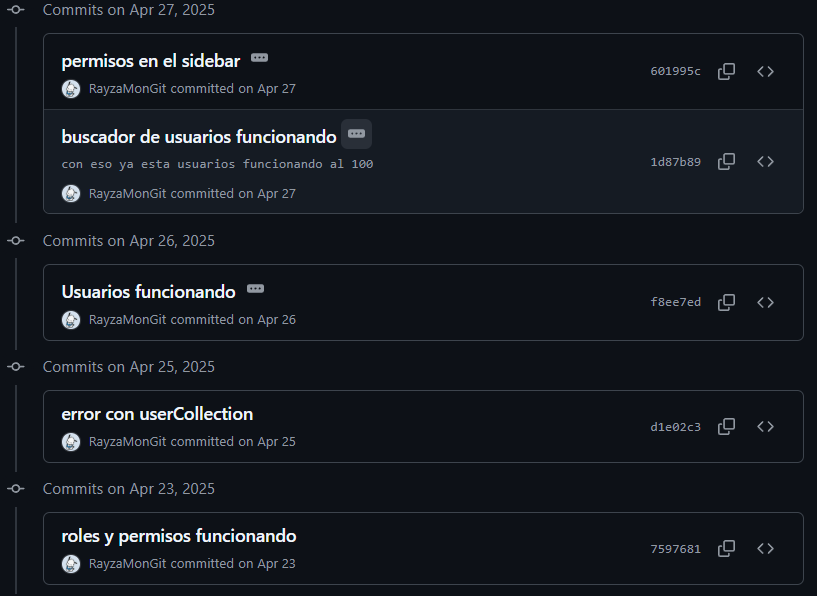 Commits on Apr 27, 2025
permisos en el sidebar
601995c
RayzaMonGit committed on Apr 27
buscador de usuarios funcionando
con eso ya esta usuarios funcionando al 100
1d87b89
RayzaMonGit committed on Apr 27
Commits on Apr 26, 2025
Usuarios funcionando
f8ee7ed
RayzaMonGit committed on Apr 26
Commits on Apr 25, 2025
error con userCollection
d1e02c3
RayzaMonGit committed on Apr 25
Commits on Apr 23, 2025
roles y permisos funcionando
7597681
RayzaMonGit committed on Apr 23